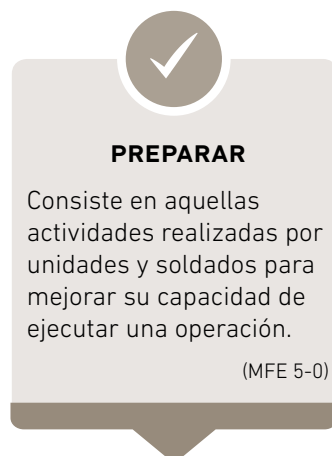 PREPARAR
Consiste en aquellas
actividades realizadas por
unidades y soldados para
mejorar su capacidad de
ejecutar una operación.
(MFE 5-0)